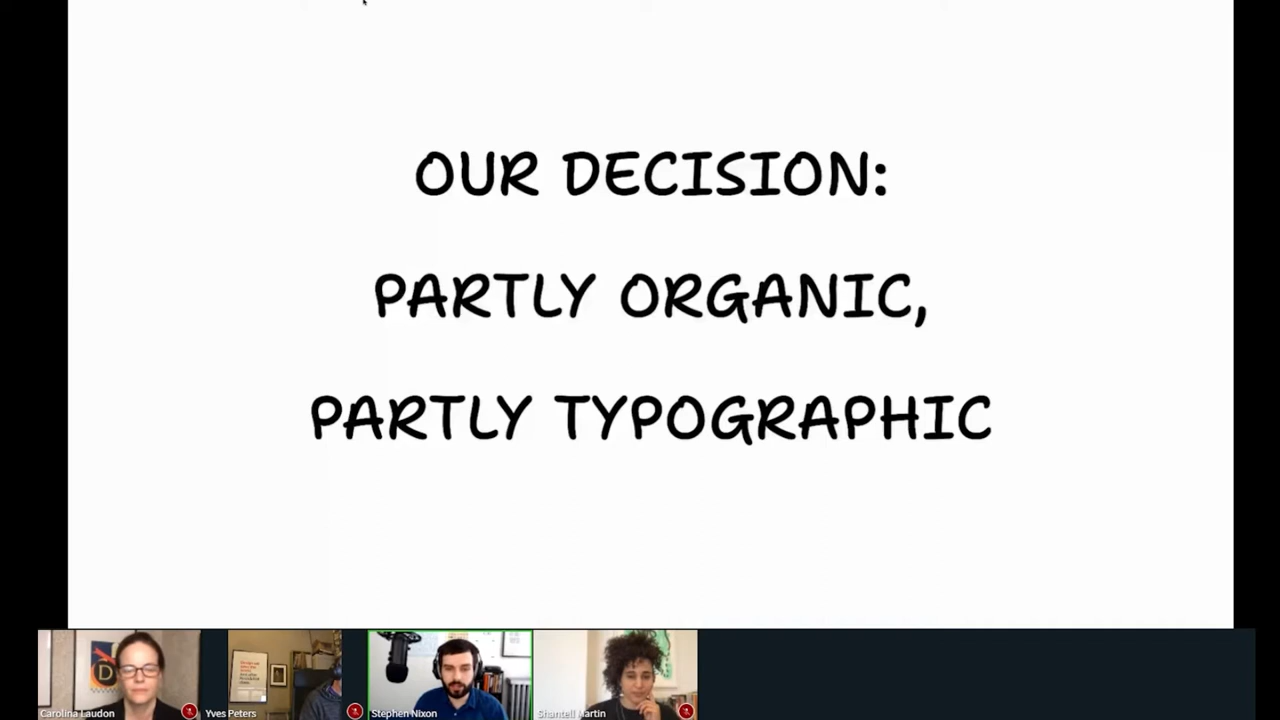 OUR DECISION:
PARTLY ORGANIC,
PARTLY TYPOGRAPHIC
D
Carolina Laudon
Yves Peters
Stephen Nixon
Shantell Martin